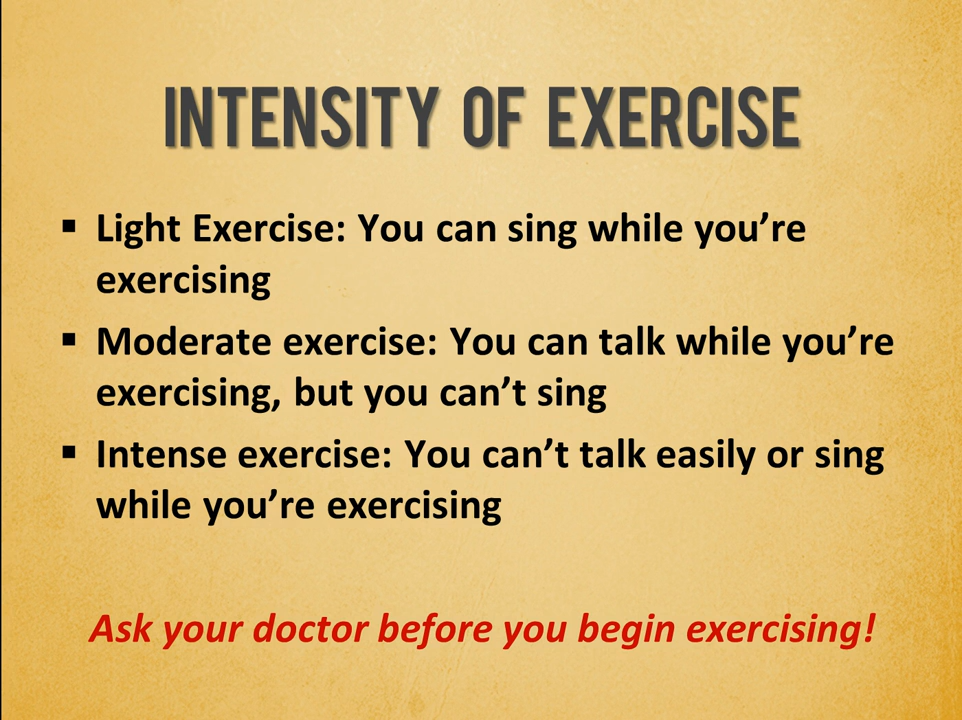 INTENSITY OF EXERCISE
▪ Light Exercise: You can sing while you’re
exercising
▪ Moderate exercise: You can talk while you’re
exercising, but you can’t sing
▪ Intense exercise: You can’t talk easily or sing
while you’re exercising
Ask your doctor before you begin exercising!